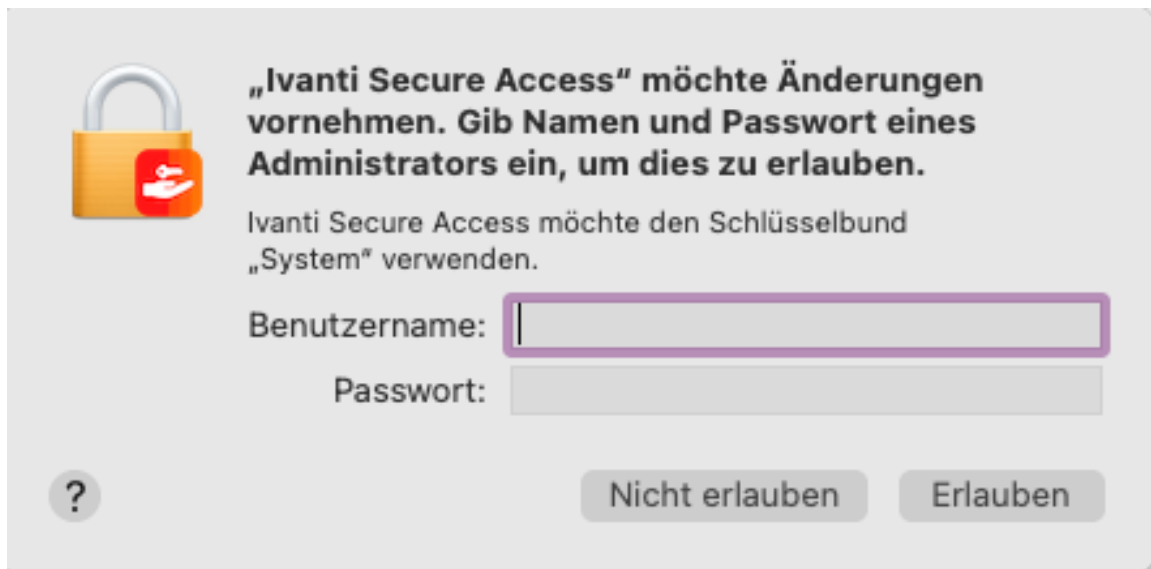 „Ivanti Secure Access“ möchte Änderungen
vornehmen. Gib Namen und Passwort eines
Administrators ein, um dies zu erlauben.
Ivanti Secure Access möchte den Schlüsselbund
„System“ verwenden.
Benutzername:
Passwort:
?
Nicht erlauben
Erlauben